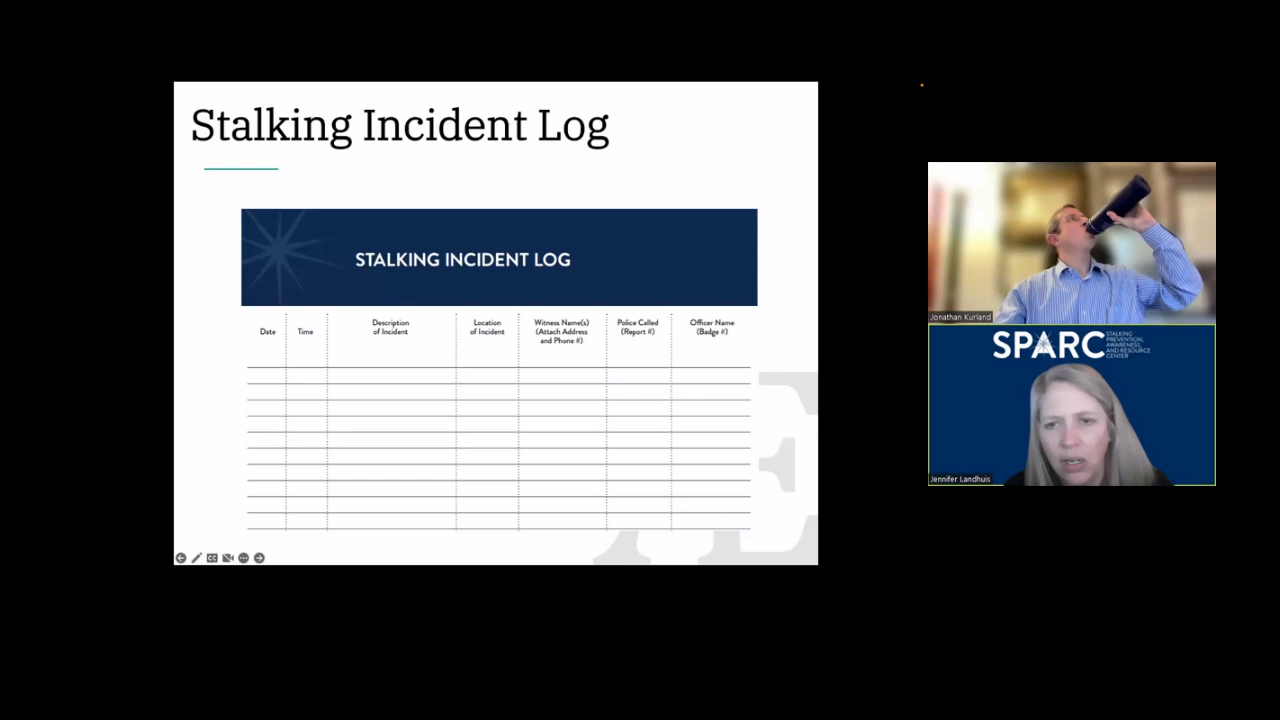 Stalking Incident Log
STALKING INCIDENT LOG
Date
Time
Description
of Incident
Location
of Incident
Witness Name(s)
(Attach Address
and Phone #)
Police Called
(Report #)
Officer Name
(Badge #)
Jonathan Kurland
SPARC
STALKING
PREVENTION,
AWARENESS,
AND RESOURCE
CENTER
Jennifer Landhuis
E
CC